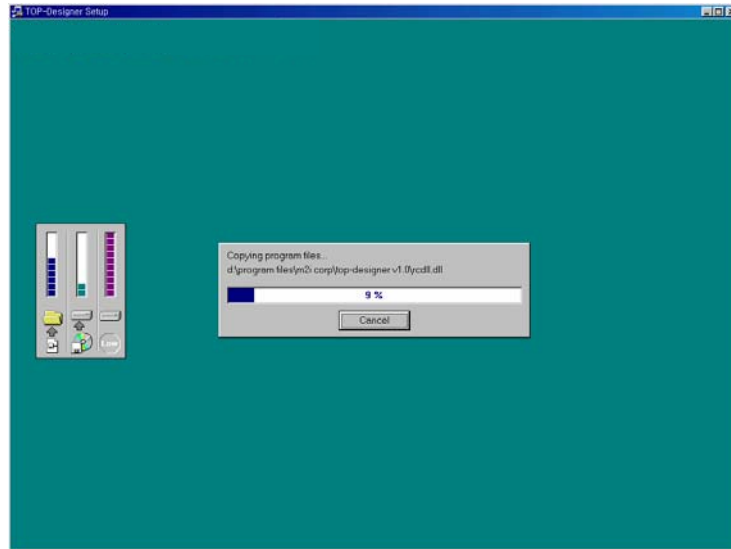 TOP-Designer Setup
Copying program files...
d:\program files\m2i corp\top-designer v1.0\ycdll.dll
9 %
Cancel